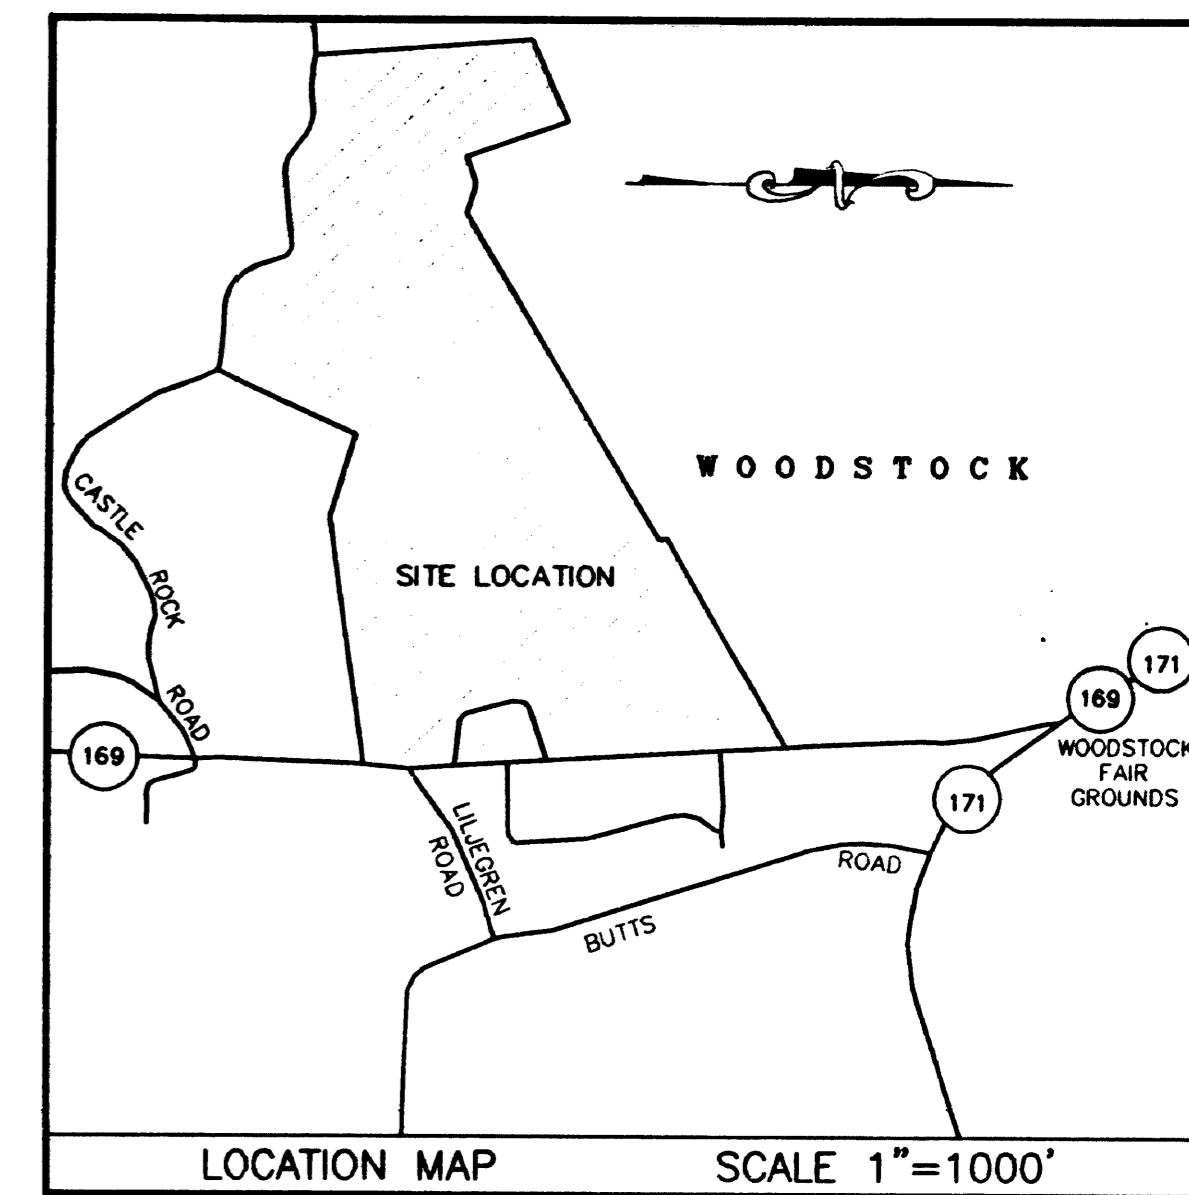 WOODSTOCK
CASTLE
ROCK
ROAD
SITE LOCATION
171
169
WOODSTOCK
FAIR
GROUNDS
169
171
LILJEGREN
ROAD
ROAD
BUTTS
LOCATION MAP
SCALE 1"=1000'